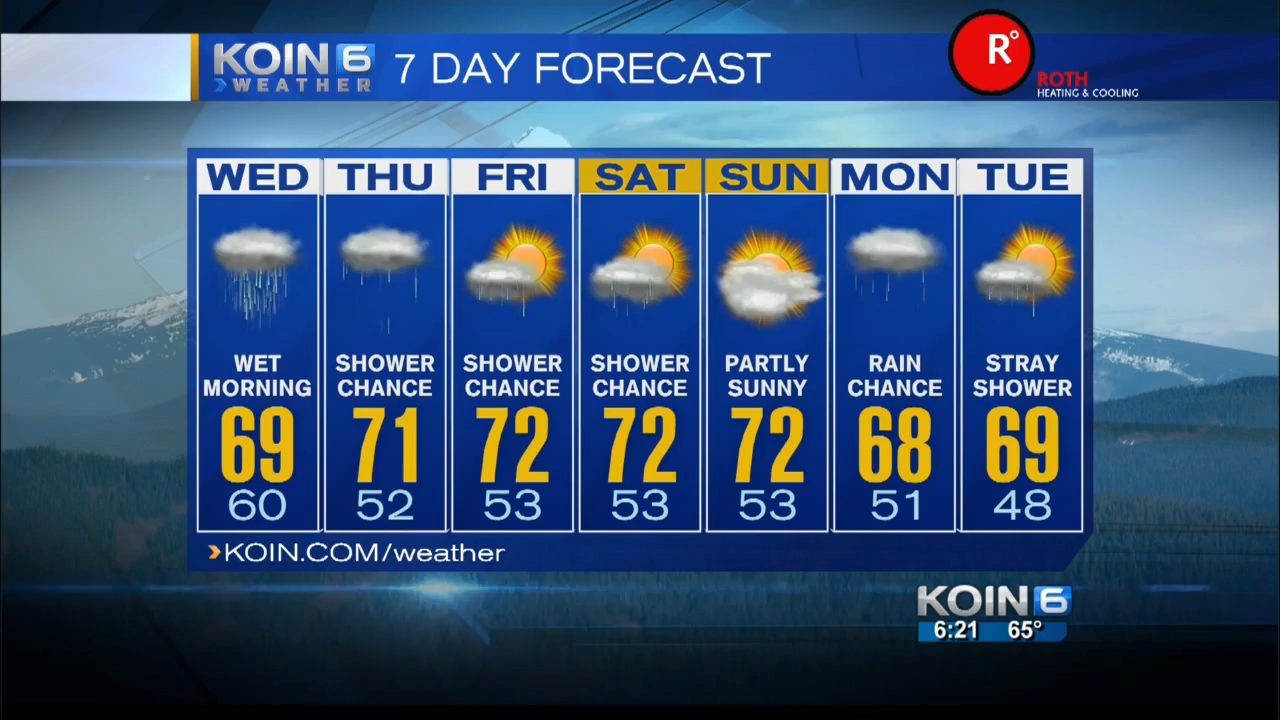 KOIN 6
WEATHER
7 DAY FORECAST
R°
ROTH
HEATING & COOLING
WED THU FRI SAT SUN MON TUE
WET SHOWER SHOWER SHOWER PARTLY RAIN STRAY
MORNING CHANCE CHANCE CHANCE SUNNY CHANCE SHOWER
69 71 72 72 72 68 69
60 52 53 53 53 51 48
KOIN.COM/weather
KOIN 6
6:21 65°